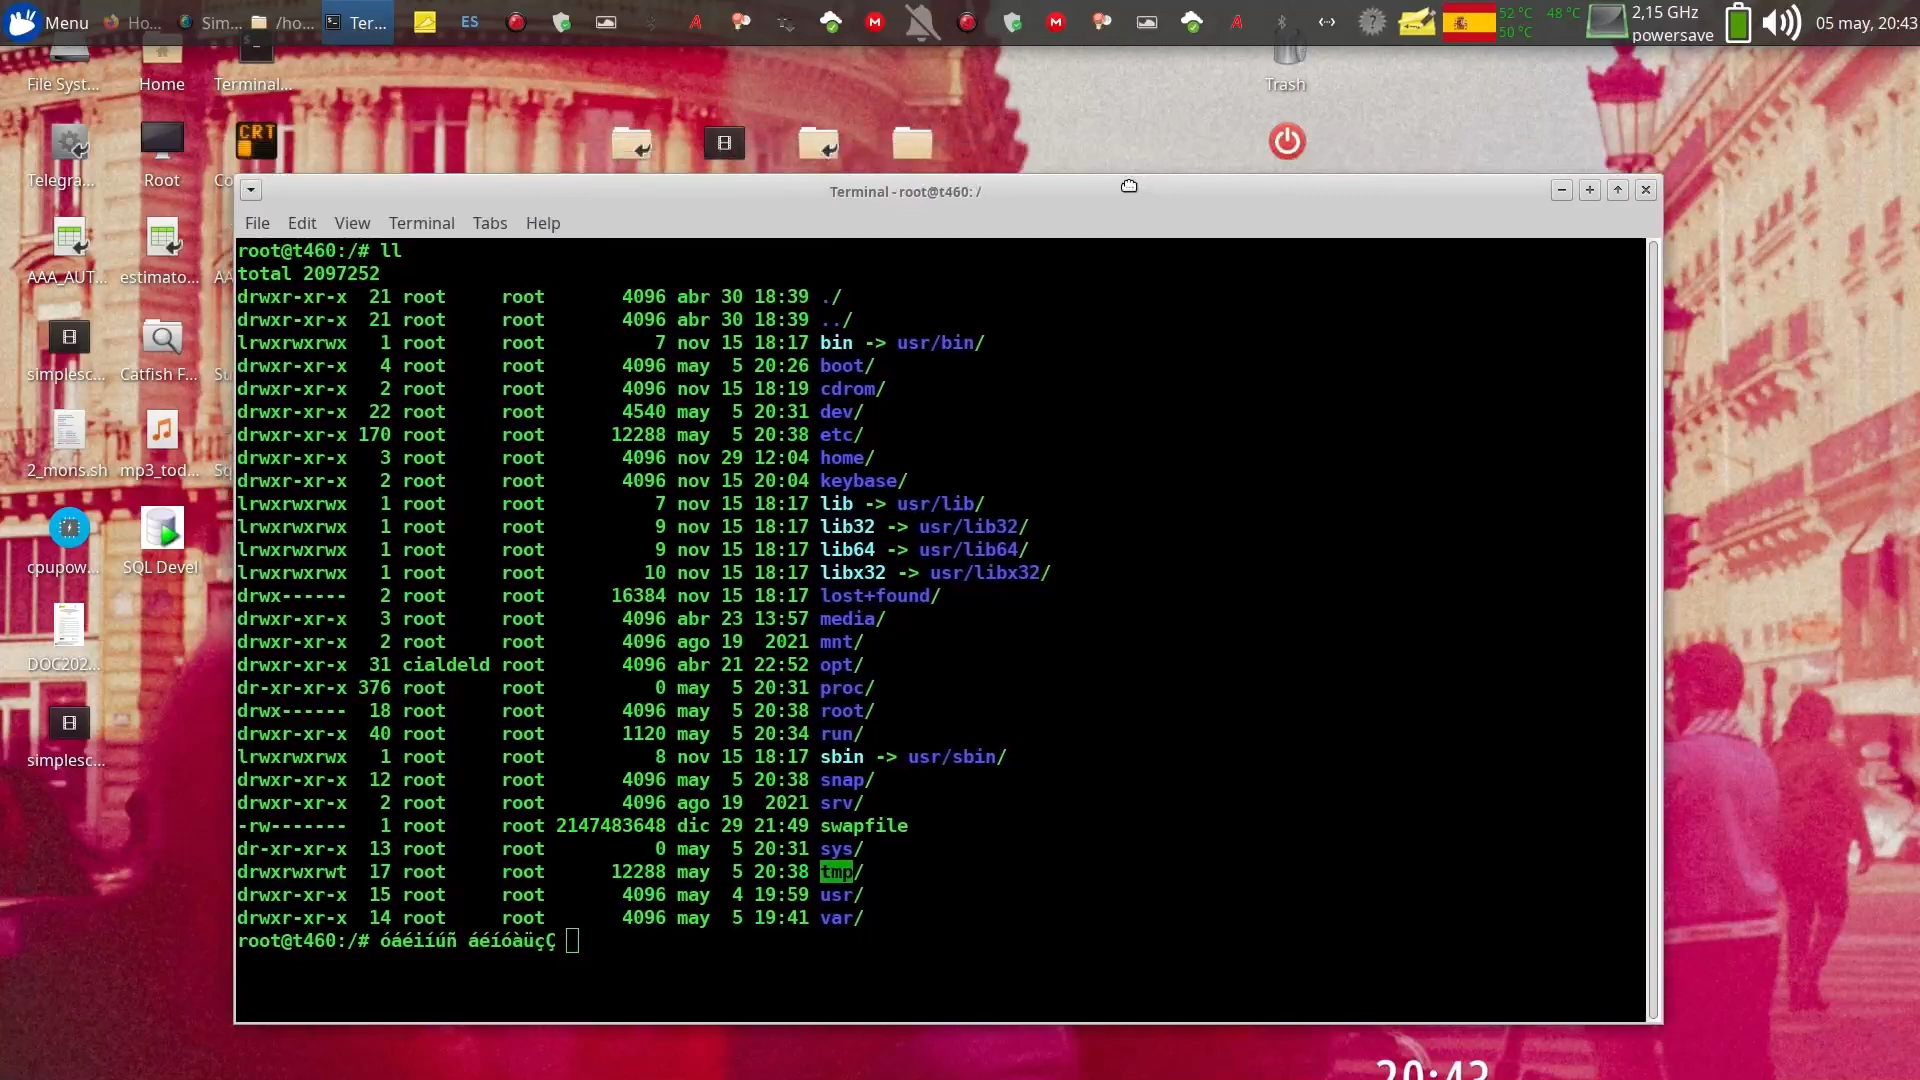 Menu Ho... Sim... /ho... Ter... ES 52 °C 48 °C 50 °C 2,15 GHz powersave 05 may, 20:43
File Syst... Home Terminal... Trash
CRT
Telegra... Root Co
Terminal - root@t460: /
File Edit View Terminal Tabs Help
AAA_AUT... estimato... AA
simplesc... Catfish F... Su
2_mons.sh mp3_tod... Sq
cpupow... SQL Devel
DOC202...
simplesc...
root@t460:/# ll
total 2097252
drwxr-xr-x  21 root     root       4096 abr 30 18:39 ./
drwxr-xr-x  21 root     root       4096 abr 30 18:39 ../
lrwxrwxrwx   1 root     root          7 nov 15 18:17 bin -> usr/bin/
drwxr-xr-x   4 root     root       4096 may  5 20:26 boot/
drwxr-xr-x   2 root     root       4096 nov 15 18:19 cdrom/
drwxr-xr-x  22 root     root       4540 may  5 20:31 dev/
drwxr-xr-x 170 root     root      12288 may  5 20:38 etc/
drwxr-xr-x   3 root     root       4096 nov 29 12:04 home/
drwxr-xr-x   2 root     root       4096 nov 15 20:04 keybase/
lrwxrwxrwx   1 root     root          7 nov 15 18:17 lib -> usr/lib/
lrwxrwxrwx   1 root     root          9 nov 15 18:17 lib32 -> usr/lib32/
lrwxrwxrwx   1 root     root          9 nov 15 18:17 lib64 -> usr/lib64/
lrwxrwxrwx   1 root     root         10 nov 15 18:17 libx32 -> usr/libx32/
drwx------   2 root     root      16384 nov 15 18:17 lost+found/
drwxr-xr-x   3 root     root       4096 abr 23 13:57 media/
drwxr-xr-x   2 root     root       4096 ago 19  2021 mnt/
drwxr-xr-x  31 cialdeld root       4096 abr 21 22:52 opt/
dr-xr-xr-x 376 root     root          0 may  5 20:31 proc/
drwx------  18 root     root       4096 may  5 20:38 root/
drwxr-xr-x  40 root     root       1120 may  5 20:34 run/
lrwxrwxrwx   1 root     root          8 nov 15 18:17 sbin -> usr/sbin/
drwxr-xr-x  12 root     root       4096 may  5 20:38 snap/
drwxr-xr-x   2 root     root       4096 ago 19  2021 srv/
-rw-------   1 root     root 2147483648 dic 29 21:49 swapfile
dr-xr-xr-x  13 root     root          0 may  5 20:31 sys/
drwxrwxrwt  17 root     root      12288 may  5 20:38 tmp/
drwxr-xr-x  15 root     root       4096 may  4 19:59 usr/
drwxr-xr-x  14 root     root       4096 may  5 19:41 var/
root@t460:/# óáéiíúñ áéíóàüçÇ
20:43